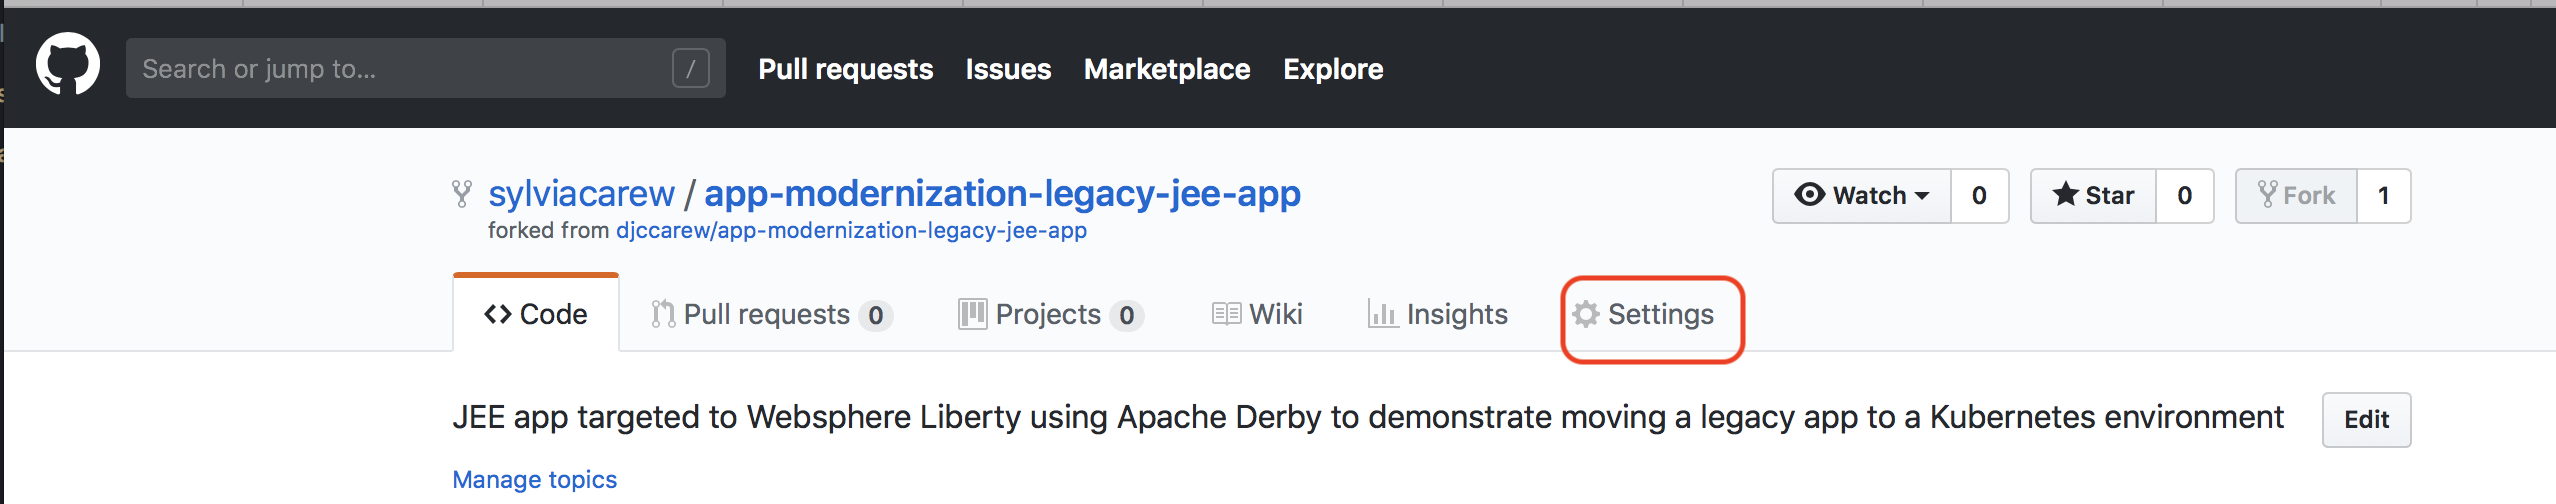 Search or jump to... / Pull requests Issues Marketplace Explore
sylviacarew / app-modernization-legacy-jee-app Watch 0 Star 0 Fork 1
forked from djccarew/app-modernization-legacy-jee-app
<> Code Pull requests 0 Projects 0 Wiki Insights Settings
JEE app targeted to Websphere Liberty using Apache Derby to demonstrate moving a legacy app to a Kubernetes environment Edit
Manage topics